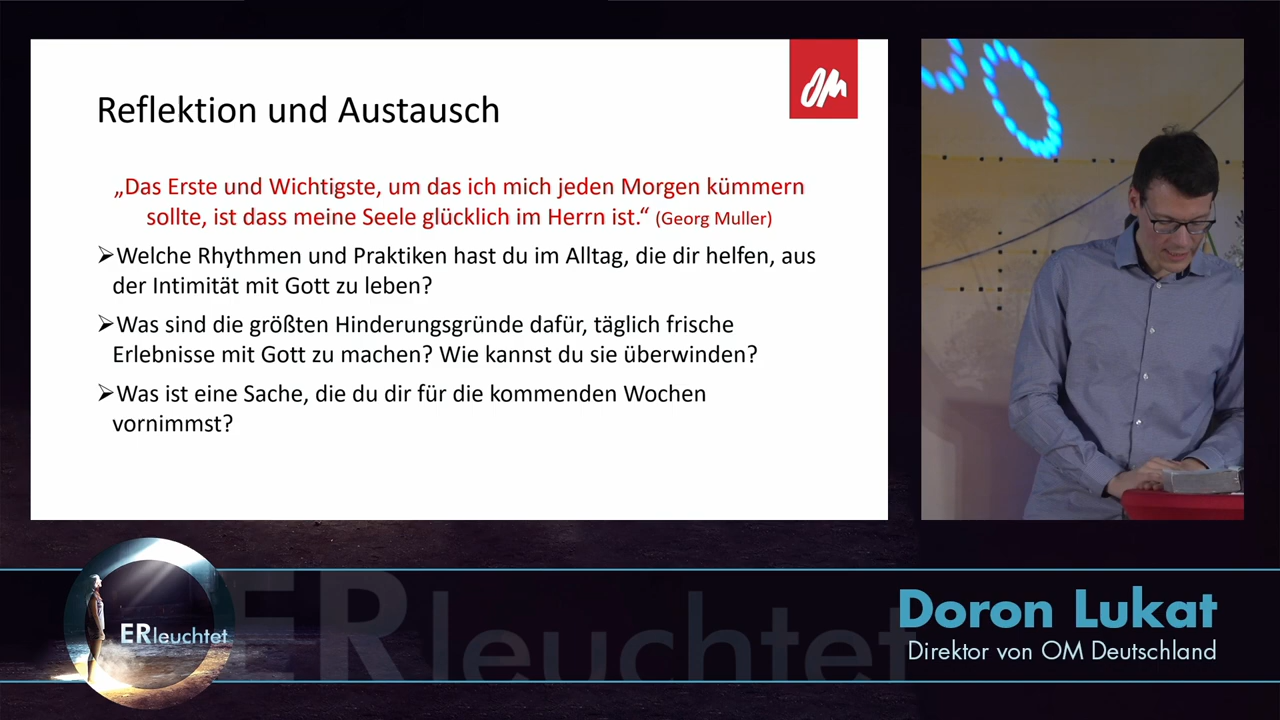 Reflektion und Austausch
OM
„Das Erste und Wichtigste, um das ich mich jeden Morgen kümmern
sollte, ist dass meine Seele glücklich im Herrn ist.“ (Georg Muller)
➢Welche Rhythmen und Praktiken hast du im Alltag, die dir helfen, aus
der Intimität mit Gott zu leben?
➢Was sind die größten Hinderungsgründe dafür, täglich frische
Erlebnisse mit Gott zu machen? Wie kannst du sie überwinden?
➢Was ist eine Sache, die du dir für die kommenden Wochen
vornimmst?
ERleuchtet
ERleuchtet
Doron Lukat
Direktor von OM Deutschland